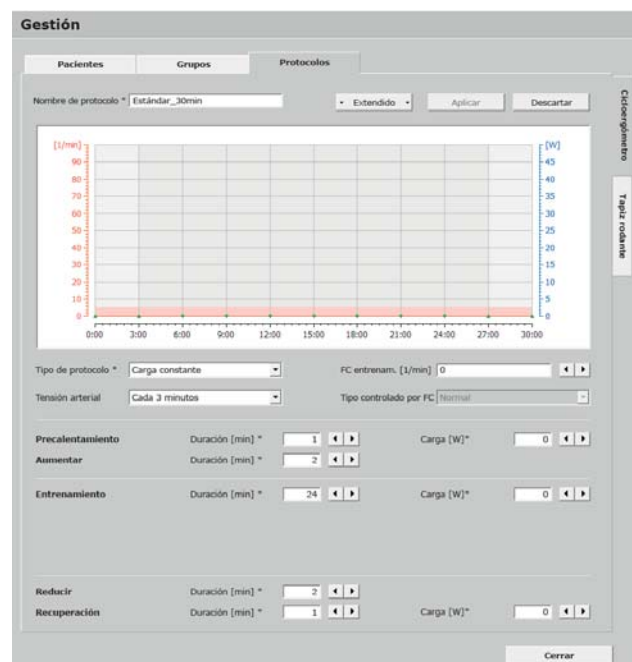 Gestión
Pacientes Grupos Protocolos
Nombre de protocolo * Estándar_30min Extendido Aplicar Descartar
Cicloergómetro
Tapiz rodante
[1/min] [W]
90 45
80 40
70 35
60 30
50 25
40 20
30 15
20 10
10 5
0 0
0:00 3:00 6:00 9:00 12:00 15:00 18:00 21:00 24:00 27:00 30:00
Tipo de protocolo * Carga constante FC entrenam. [1/min] 0
Tensión arterial Cada 3 minutos Tipo controlado por FC Normal
Precalentamiento Duración [min] * 1 Carga [W]* 0
Aumentar Duración [min] * 2
Entrenamiento Duración [min] * 24 Carga [W]* 0
Reducir Duración [min] * 2
Recuperación Duración [min] * 1 Carga [W]* 0
Cerrar